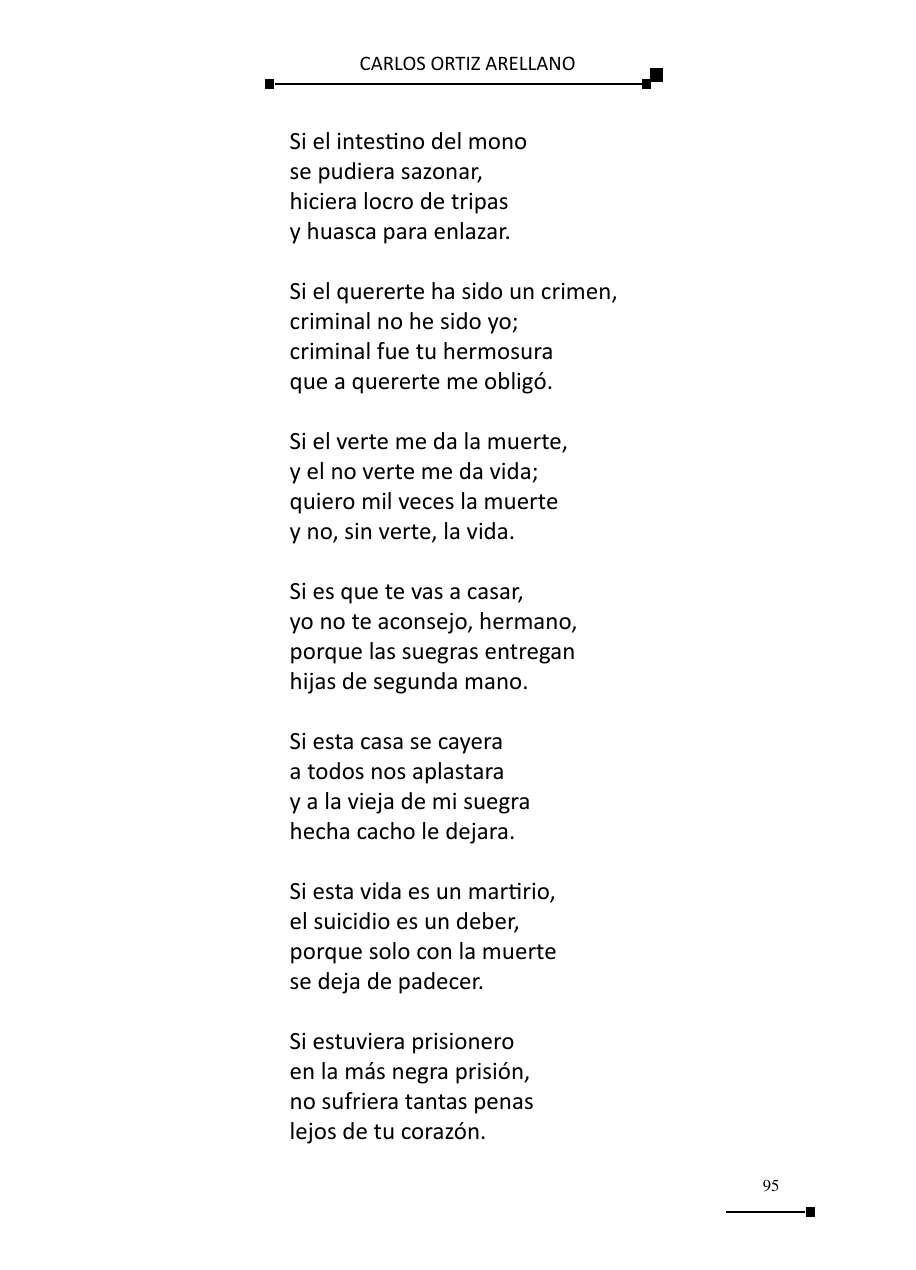 CARLOS ORTIZ ARELLANO
Si el intestino del mono
se pudiera sazonar,
hiciera locro de tripas
y huasca para enlazar.
Si el quererte ha sido un crimen,
criminal no he sido yo;
criminal fue tu hermosura
que a quererte me obligó.
Si el verte me da la muerte,
y el no verte me da vida;
quiero mil veces la muerte
y no, sin verte, la vida.
Si es que te vas a casar,
yo no te aconsejo, hermano,
porque las suegras entregan
hijas de segunda mano.
Si esta casa se cayera
a todos nos aplastara
y a la vieja de mi suegra
hecha cacho le dejara.
Si esta vida es un martirio,
el suicidio es un deber,
porque solo con la muerte
se deja de padecer.
Si estuviera prisionero
en la más negra prisión,
no sufriera tantas penas
lejos de tu corazón.
95